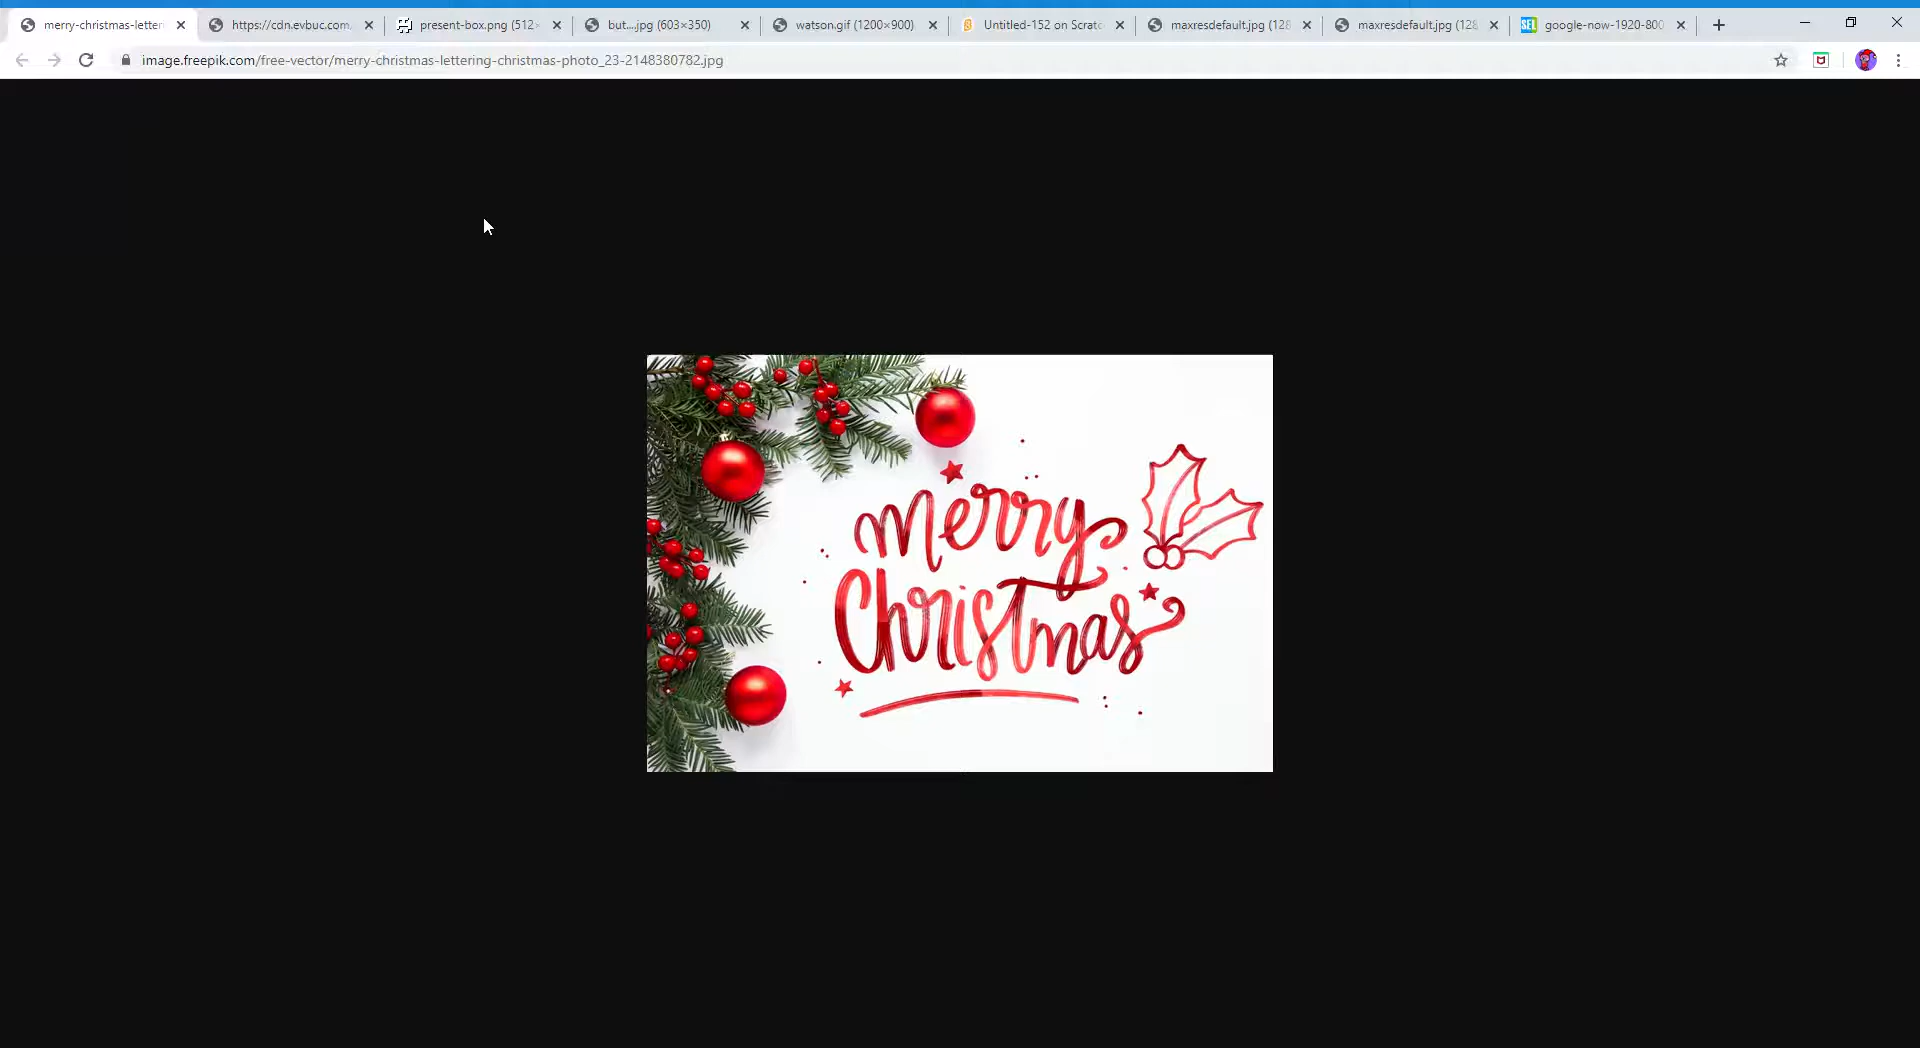 merry-christmas-letterin
https://cdn.evbuc.com
present-box.png (512×
but....jpg (603×350)
watson.gif (1200×900)
Untitled-152 on Scratc
maxresdefault.jpg (128
maxresdefault.jpg (128
SEL
google-now-1920-800
image.freepik.com/free-vector/merry-christmas-lettering-christmas-photo_23-2148380782.jpg
merry
Christmas